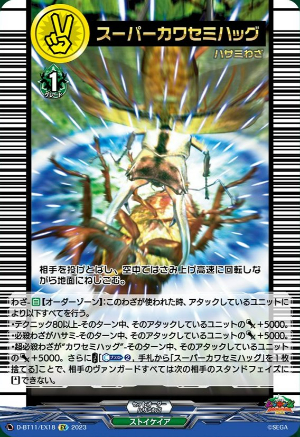 スーパーカワセミハッグ
ハサミわざ
1
グレード
相手を投げとばし、空中ではさみ上げ高速に回転しな
がら地面にねじこむ。
わざ-【オーダーゾーン】:このわざが使われた時、アタックしているユニット
により以下すべてを行う。
・テクニック80以上-そのターン中、そのアタックしているユニットの+5000。
・必殺わざがハサミ-そのターン中、そのアタックしているユニットの+5000。
・超必殺わざが"カワセミハッグ"-そのターン中、そのアタックしているユニット
の+5000。さらに【2、手札から「スーパーカワセミハッグ」を1枚
捨てる】ことで、相手のヴァンガードすべては次の相手のスタンドフェイズに
【スタンド】できない。
D-BT11/EX18 2023
ストイケイア
©SEGA